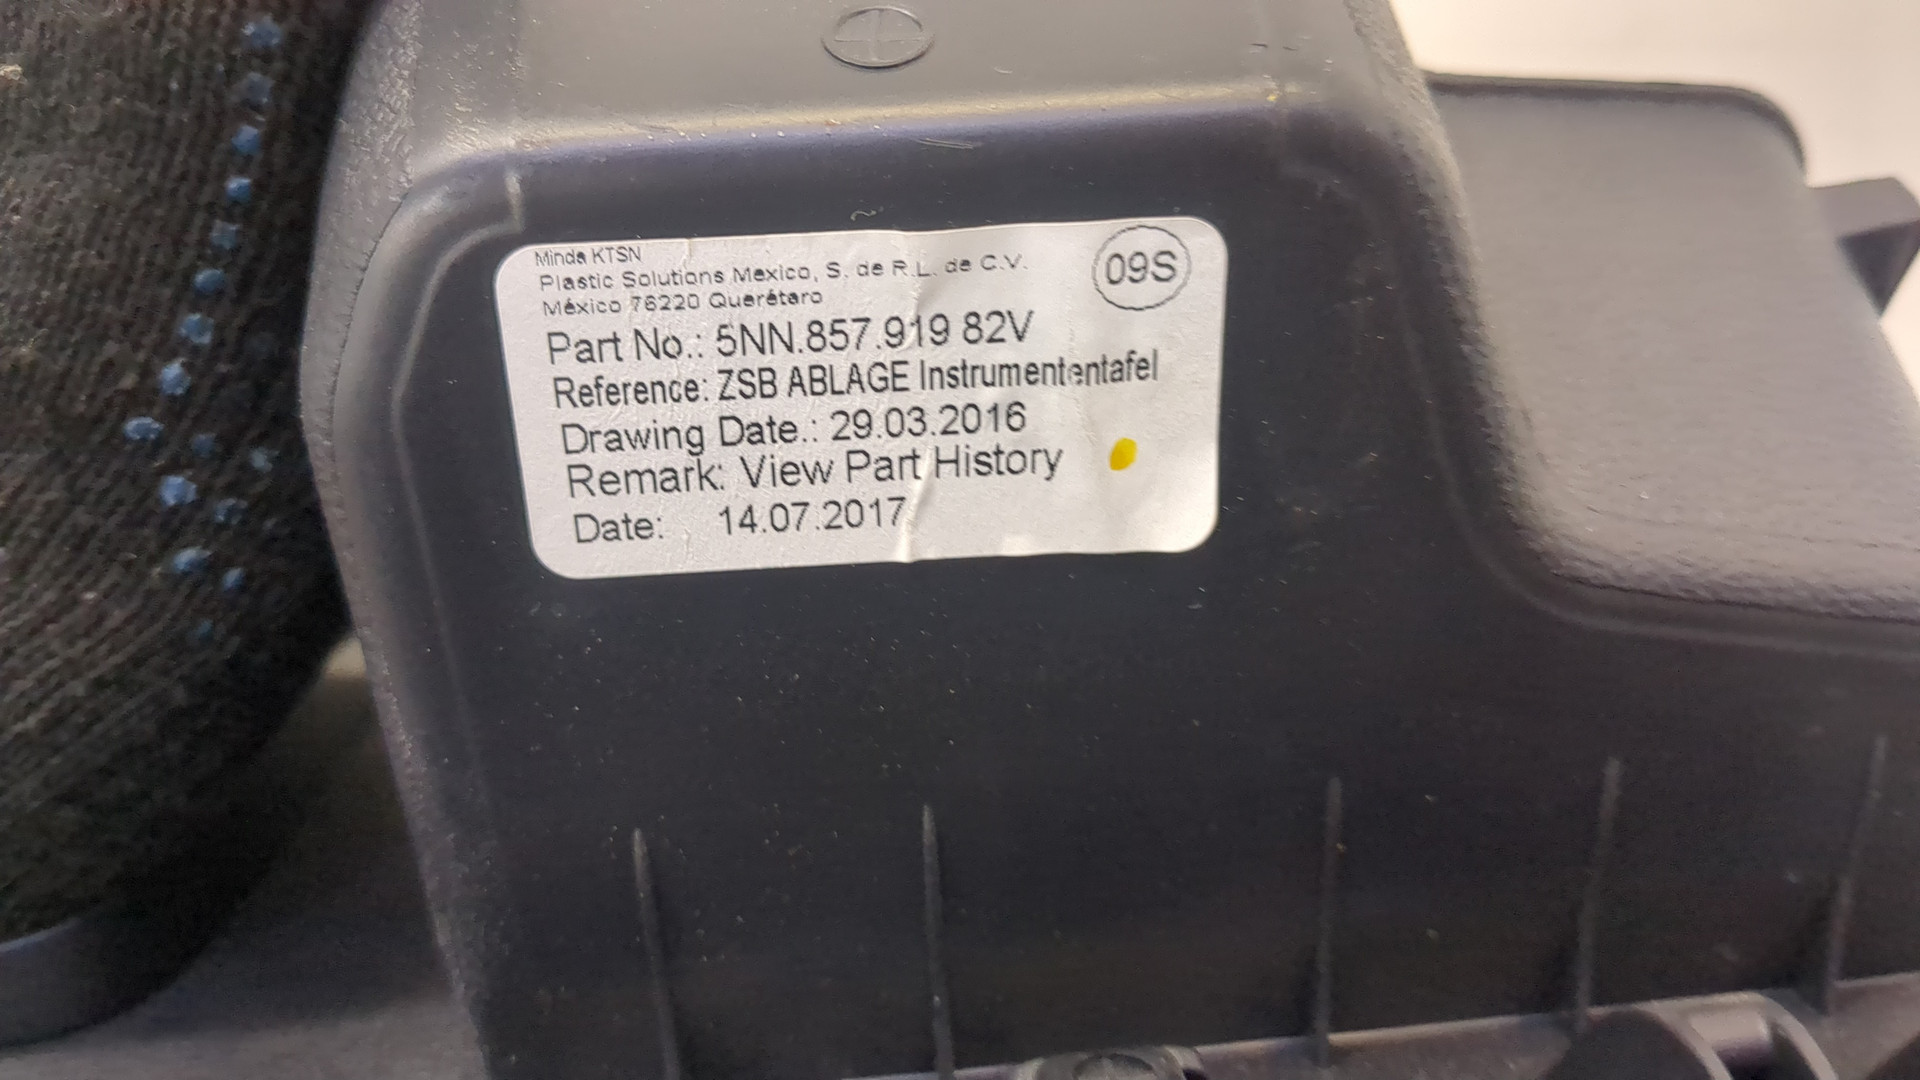 Minda KTSN
Plastic Solutions Mexico, S. de R.L. de C.V.
México 76220 Querétaro
09S
Part No.: 5NN.857.919 82V
Reference: ZSB ABLAGE Instrumententafel
Drawing Date.: 29.03.2016
Remark: View Part History
Date: 14.07.2017